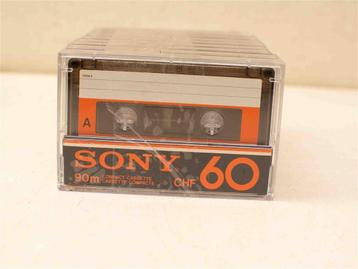 A
SONY 60
90m COMPACT CASSETTE
CASSETTE COMPACTE CHF